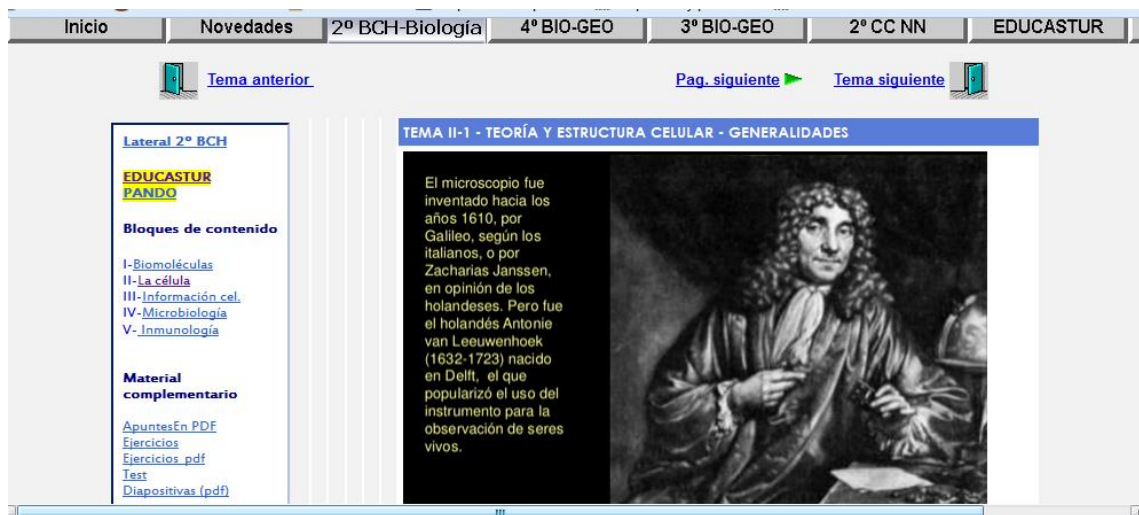 Inicio
Novedades
2º BCH-Biología
4º BIO-GEO
3º BIO-GEO
2º CC NN
EDUCASTUR
Tema anterior
Pag. siguiente
Tema siguiente
Lateral 2º BCH
EDUCASTUR
PANDO
Bloques de contenido
I-Biomoléculas
II-La célula
III-Información cel.
IV-Microbiología
V- Inmunología
Material
complementario
ApuntesEn PDF
Ejercicios
Ejercicios pdf
Test
Diapositivas (pdf)
TEMA II-1 - TEORÍA Y ESTRUCTURA CELULAR - GENERALIDADES
El microscopio fue
inventado hacia los
años 1610, por
Galileo, según los
italianos, o por
Zacharias Janssen,
en opinión de los
holandeses. Pero fue
el holandés Antonie
van Leeuwenhoek
(1632-1723) nacido
en Delft, el que
popularizó el uso del
instrumento para la
observación de seres
vivos.